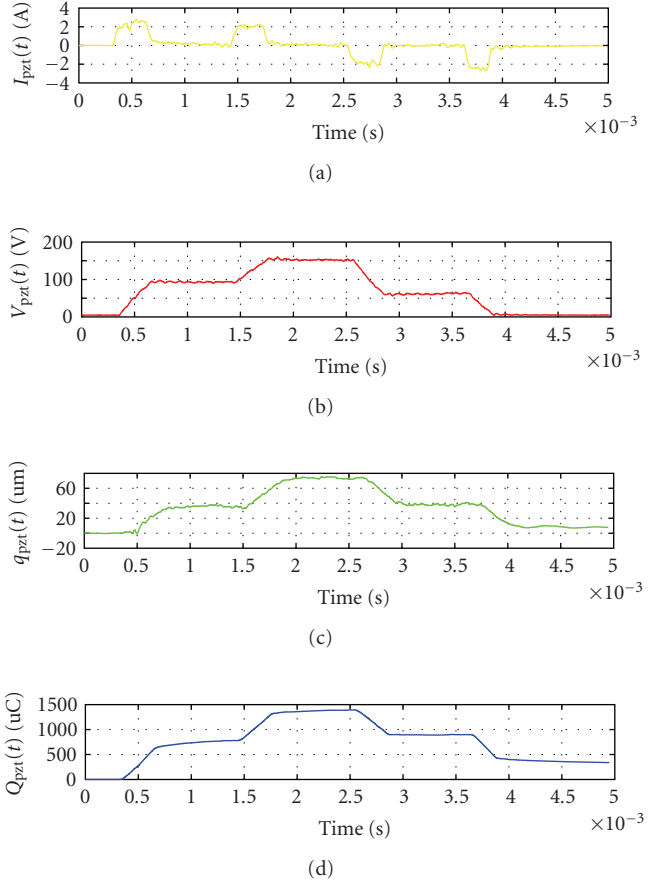 I_pzt(t) (A)
4
2
0
−2
−4
0 0.5 1 1.5 2 2.5 3 3.5 4 4.5 5
×10−3
Time (s)
(a)
V_pzt(t) (V)
200
100
0
0 0.5 1 1.5 2 2.5 3 3.5 4 4.5 5
×10−3
Time (s)
(b)
q_pzt(t) (um)
60
20
−20
0 0.5 1 1.5 2 2.5 3 3.5 4 4.5 5
×10−3
Time (s)
(c)
Q_pzt(t) (uC)
1500
1000
500
0
0 0.5 1 1.5 2 2.5 3 3.5 4 4.5 5
×10−3
Time (s)
(d)